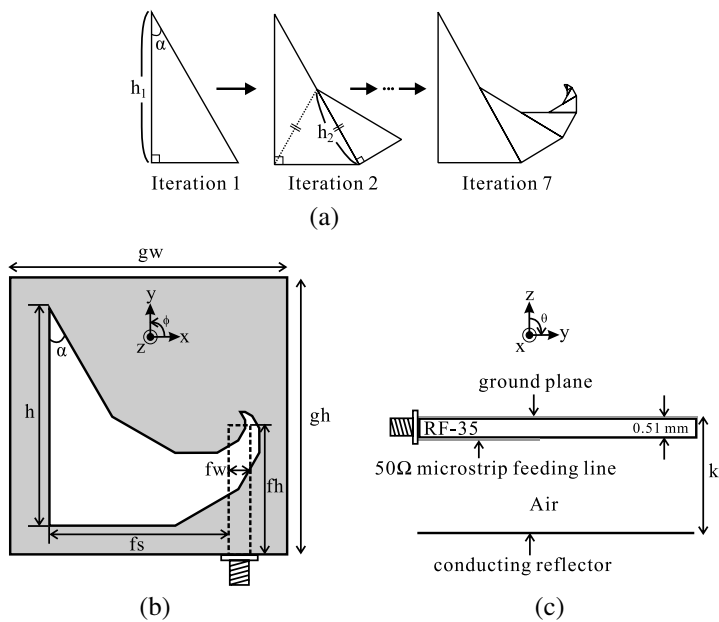 h₁
α
h₂
Iteration 1
Iteration 2
Iteration 7
(a)
gw
y
ϕ
z
x
α
h
gh
fw
fh
fs
(b)
z
θ
x
y
ground plane
RF-35
0.51 mm
50Ω microstrip feeding line
k
Air
conducting reflector
(c)